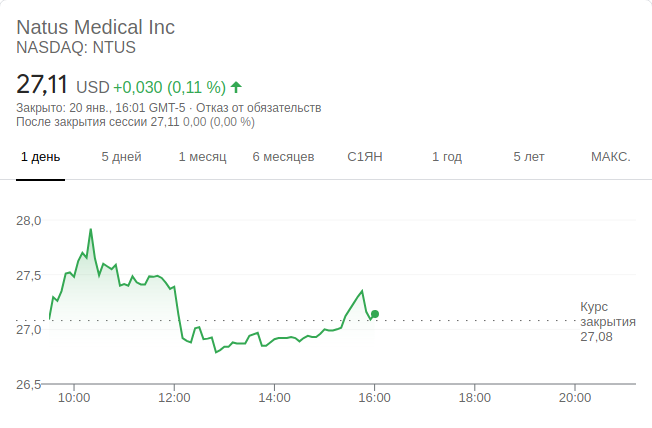 Natus Medical Inc
NASDAQ: NTUS
27,11 USD +0,030 (0,11 %)
Закрыто: 20 янв., 16:01 GMT-5 · Отказ от обязательств
После закрытия сессии 27,11 0,00 (0,00 %)
1 день 5 дней 1 месяц 6 месяцев С1ЯН 1 год 5 лет МАКС.
28,0
27,5
27,0
26,5
Курс
закрытия
27,08
10:00 12:00 14:00 16:00 18:00 20:00